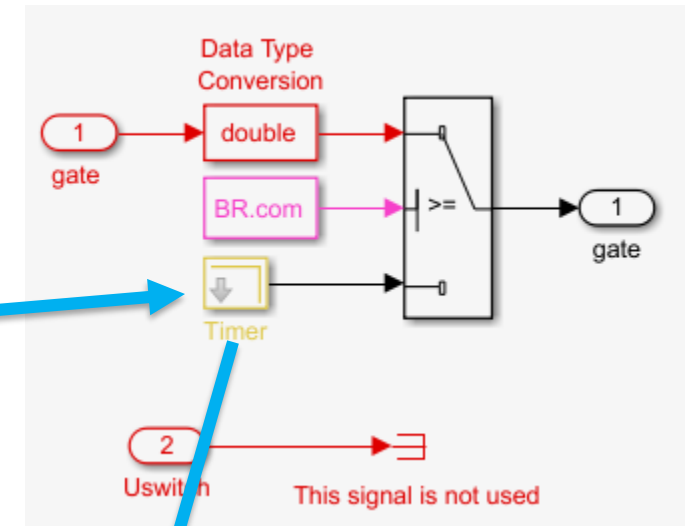 Data Type
Conversion
1
double
gate
BR.com
>=
1
gate
Timer
2
Uswitch
This signal is not used